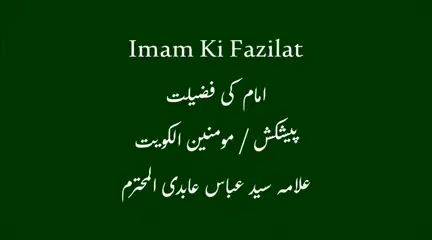 Imam Ki Fazilat
امام کی فضیلت
پیشکش / مومنین الکویت
علامہ سید عباس عابدی المحترم